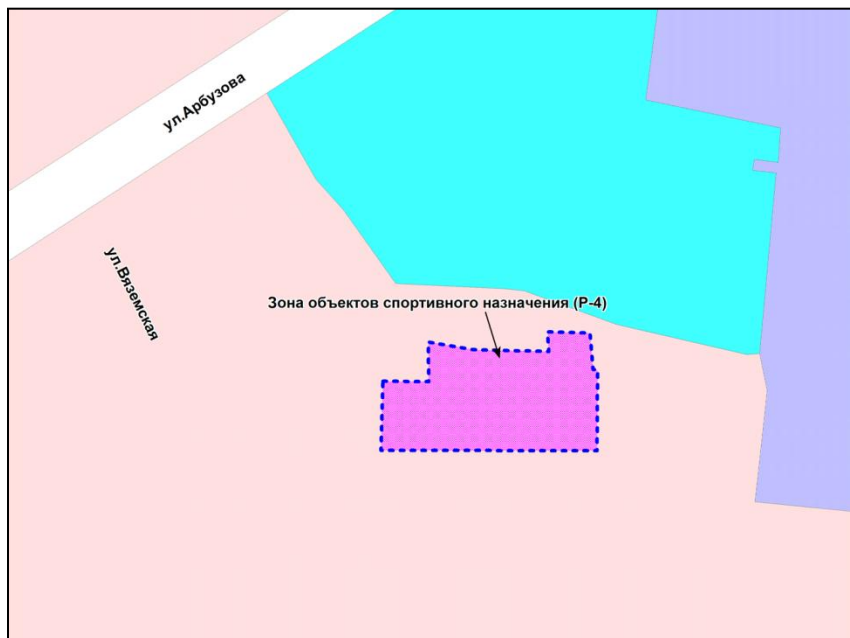 ул.Арбузова
ул.Вяземская
Зона объектов спортивного назначения (Р-4)